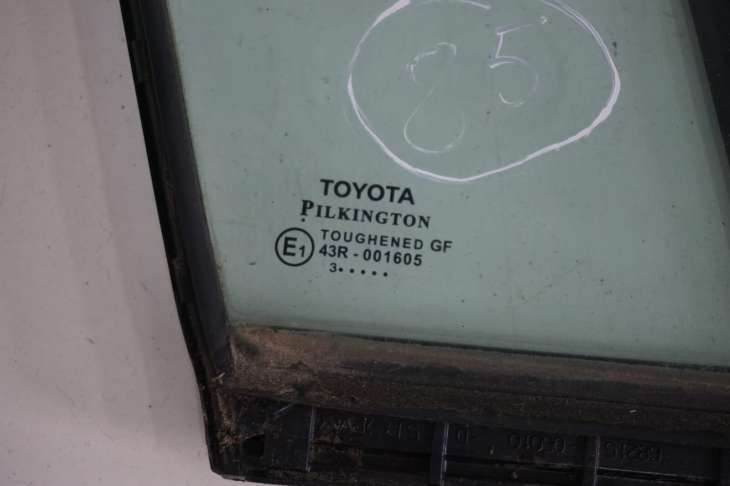 85
TOYOTA
PILKINGTON
TOUGHENED GF
E1 43R - 001605
3•••••